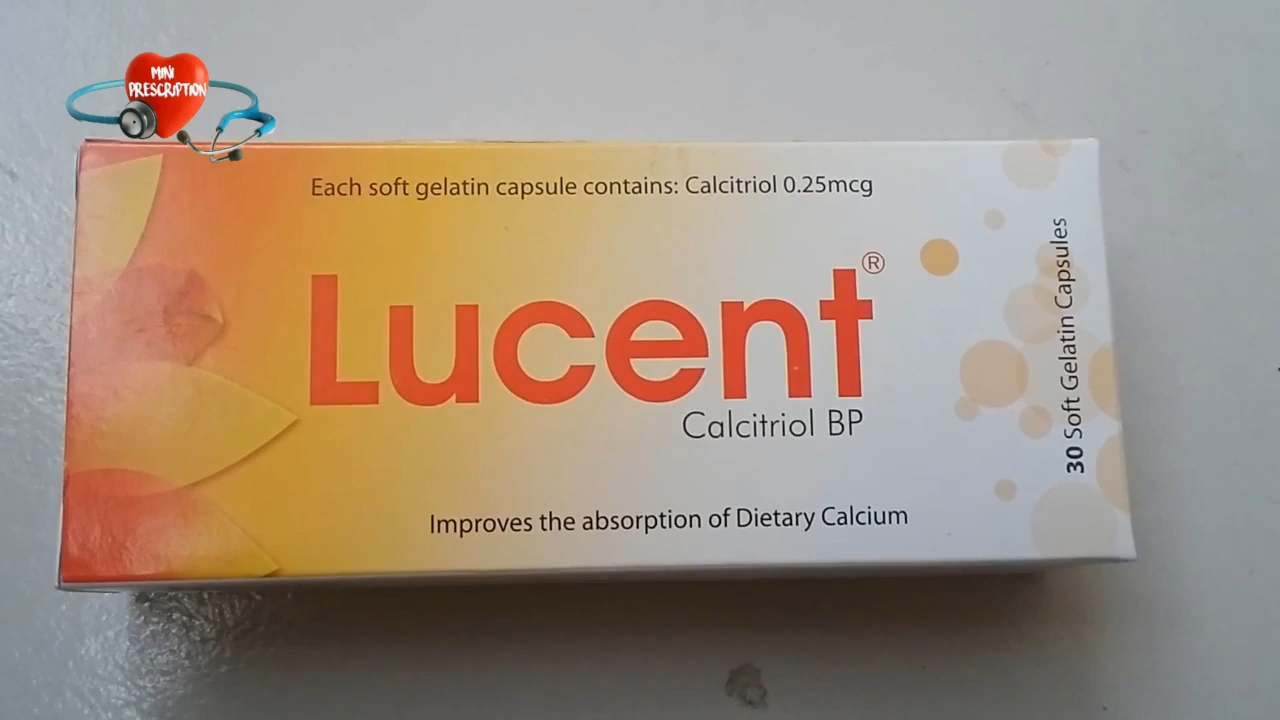 MINI
PRESCRIPTION
Each soft gelatin capsule contains: Calcitriol 0.25mcg
Lucent®
Calcitriol BP
Improves the absorption of Dietary Calcium
30 Soft Gelatin Capsules